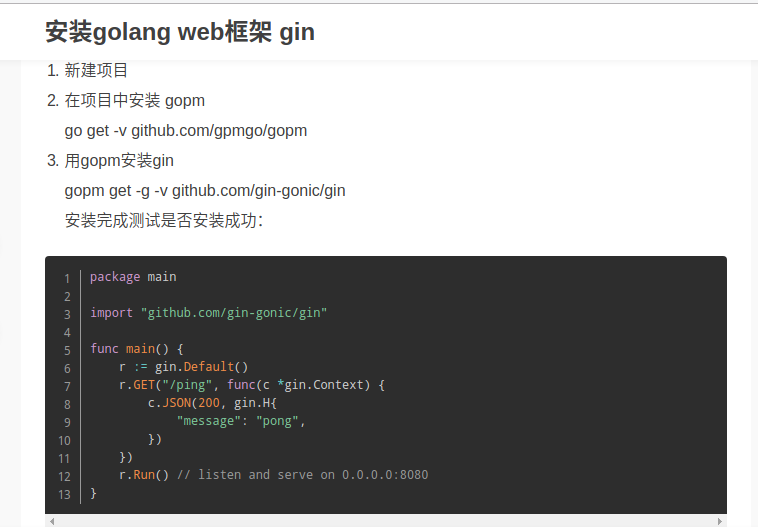 安装golang web框架 gin
1. 新建项目
2. 在项目中安装 gopm
go get -v github.com/gpmgo/gopm
3. 用gopm安装gin
gopm get -g -v github.com/gin-gonic/gin
安装完成测试是否安装成功：
1 package main
2
3 import "github.com/gin-gonic/gin"
4
5 func main() {
6     r := gin.Default()
7     r.GET("/ping", func(c *gin.Context) {
8         c.JSON(200, gin.H{
9             "message": "pong",
10         })
11     })
12     r.Run() // listen and serve on 0.0.0.0:8080
13 }